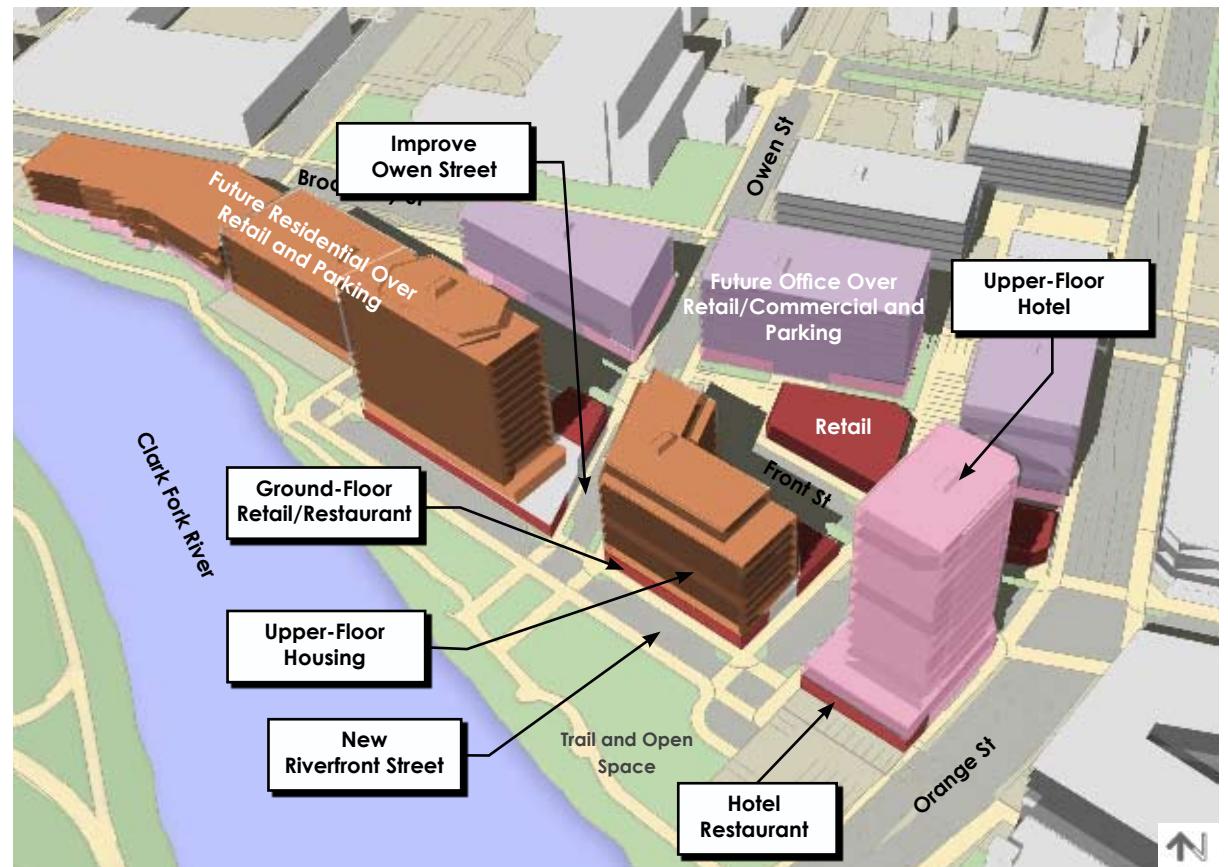 Improve
Owen Street
Owen St
Future Residential Over
Retail and Parking
Future Office Over
Retail/Commercial and
Parking
Upper-Floor
Hotel
Retail
Front St
Clark Fork River
Ground-Floor
Retail/Restaurant
Upper-Floor
Housing
New
Riverfront Street
Trail and Open
Space
Hotel
Restaurant
Orange St
N